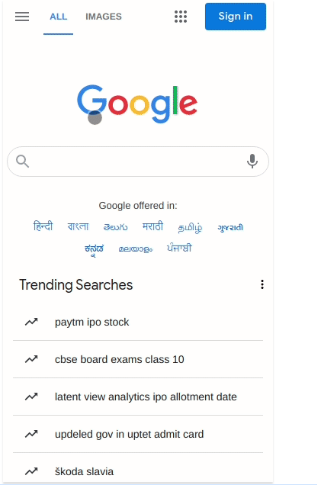 ALL IMAGES Sign in
Google
Google offered in:
हिन्दी বাংলা తెలుగు मराठी தமிழ் ગુજરાતી
ಕನ್ನಡ മലയാളം ਪੰਜਾਬੀ
Trending Searches
paytm ipo stock
cbse board exams class 10
latent view analytics ipo allotment date
updeled gov in uptet admit card
škoda slavia